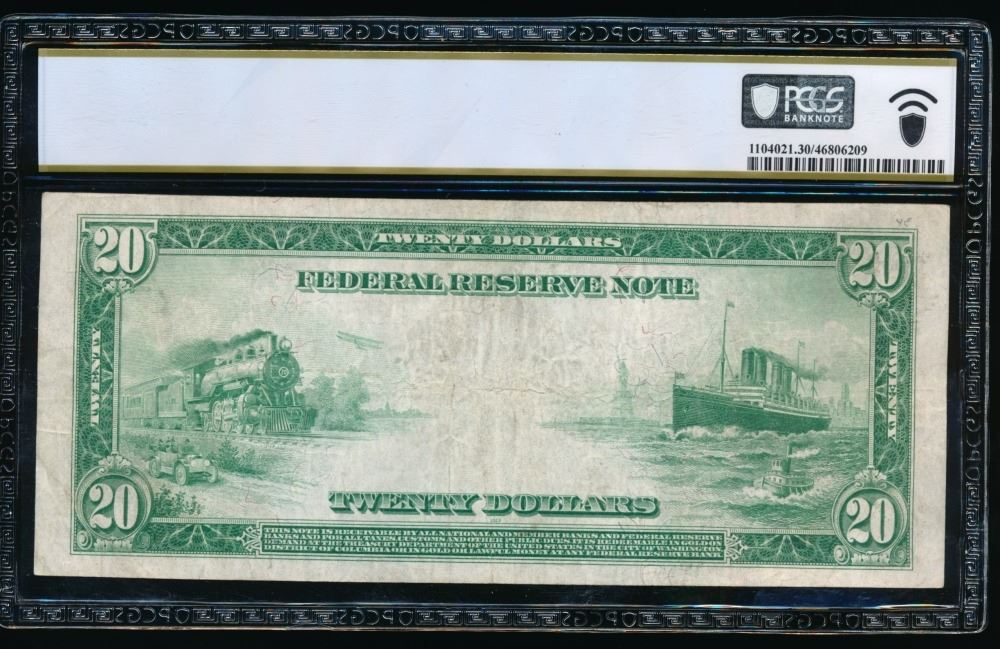 PCGS
BANKNOTE
1104021.30/46806209
20 TWENTY DOLLARS 20
FEDERAL RESERVE NOTE
TWENTY
TWENTY
20 TWENTY DOLLARS 20
THIS NOTE IS RECEIVABLE BY ALL NATIONAL AND MEMBER BANKS AND FEDERAL RESERVE
BANKS AND FOR ALL TAXES, CUSTOMS AND OTHER PUBLIC DUES. IT IS REDEEMABLE IN GOLD
ON DEMAND AT THE TREASURY DEPARTMENT OF THE UNITED STATES IN THE CITY OF WASHINGTON,
DISTRICT OF COLUMBIA OR IN GOLD OR LAWFUL MONEY AT ANY FEDERAL RESERVE BANK.